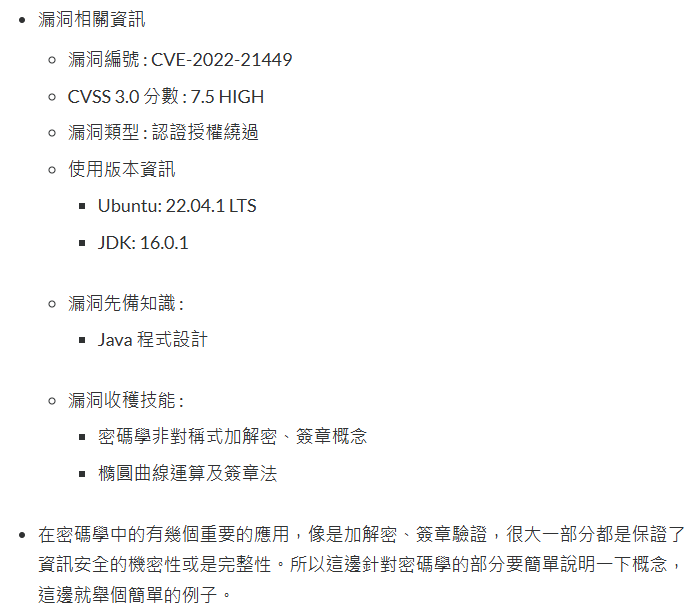 漏洞相關資訊
漏洞編號 : CVE-2022-21449
CVSS 3.0 分數 : 7.5 HIGH
漏洞類型 : 認證授權繞過
使用版本資訊
Ubuntu: 22.04.1 LTS
JDK: 16.0.1
漏洞先備知識 :
Java 程式設計
漏洞收穫技能 :
密碼學非對稱式加解密、簽章概念
橢圓曲線運算及簽章法
在密碼學中的有幾個重要的應用，像是加解密、簽章驗證，很大一部分都是保證了
資訊安全的機密性或是完整性。所以這邊針對密碼學的部分要簡單說明一下概念，
這邊就舉個簡單的例子。